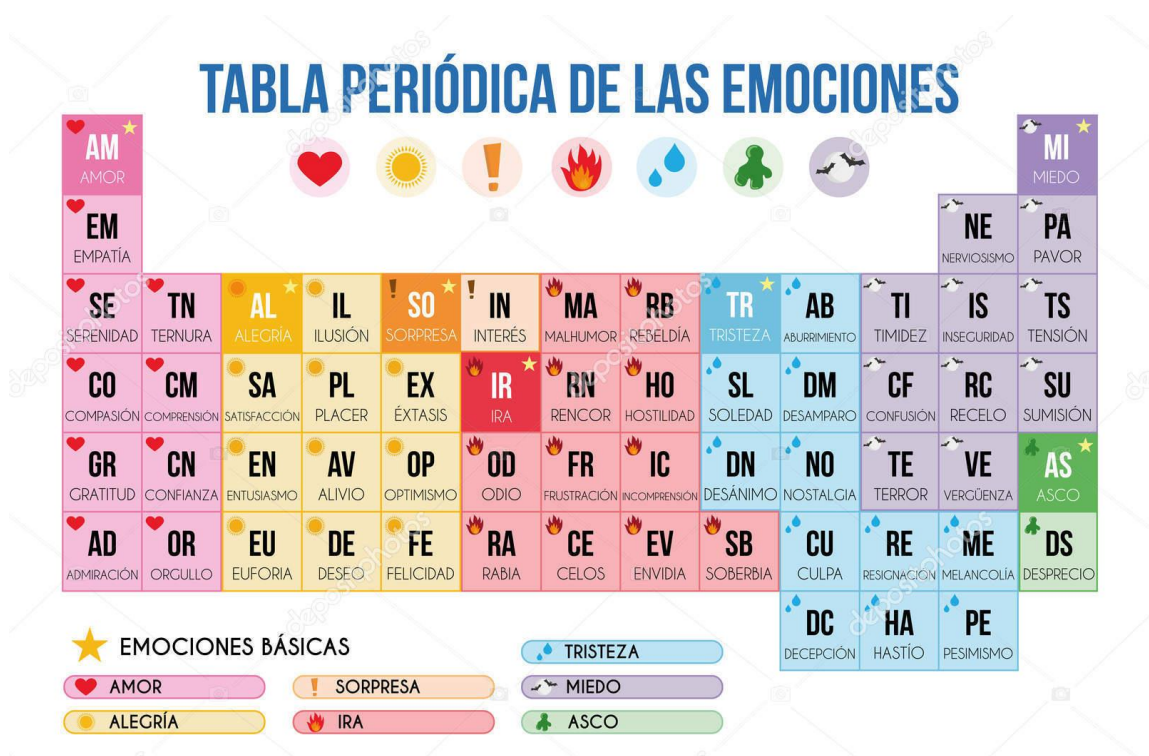 TABLA PERIÓDICA DE LAS EMOCIONES
AM MI
AMOR MIEDO
EM NE PA
EMPATÍA NERVIOSISMO PAVOR
SE TN AL IL SO IN MA RB TR AB TI IS TS
SERENIDAD TERNURA ALEGRÍA ILUSIÓN SORPRESA INTERÉS MALHUMOR REBELDÍA TRISTEZA ABURRIMIENTO TIMIDEZ INSEGURIDAD TENSIÓN
CO CM SA PL EX IR RN HO SL DM CF RC SU
COMPASIÓN COMPRENSIÓN SATISFACCIÓN PLACER ÉXTASIS IRA RENCOR HOSTILIDAD SOLEDAD DESAMPARO CONFUSIÓN RECELO SUMISIÓN
GR CN EN AV OP OD FR IC DN NO TE VE AS
GRATITUD CONFIANZA ENTUSIASMO ALIVIO OPTIMISMO ODIO FRUSTRACIÓN INCOMPRENSIÓN DESÁNIMO NOSTALGIA TERROR VERGÜENZA ASCO
AD OR EU DE FE RA CE EV SB CU RE ME DS
ADMIRACIÓN ORGULLO EUFORIA DESEO FELICIDAD RABIA CELOS ENVIDIA SOBERBIA CULPA RESIGNACIÓN MELANCOLÍA DESPRECIO
DC HA PE
DECEPCIÓN HASTÍO PESIMISMO
EMOCIONES BÁSICAS
AMOR
ALEGRÍA
SORPRESA
IRA
TRISTEZA
MIEDO
ASCO
depositphotos